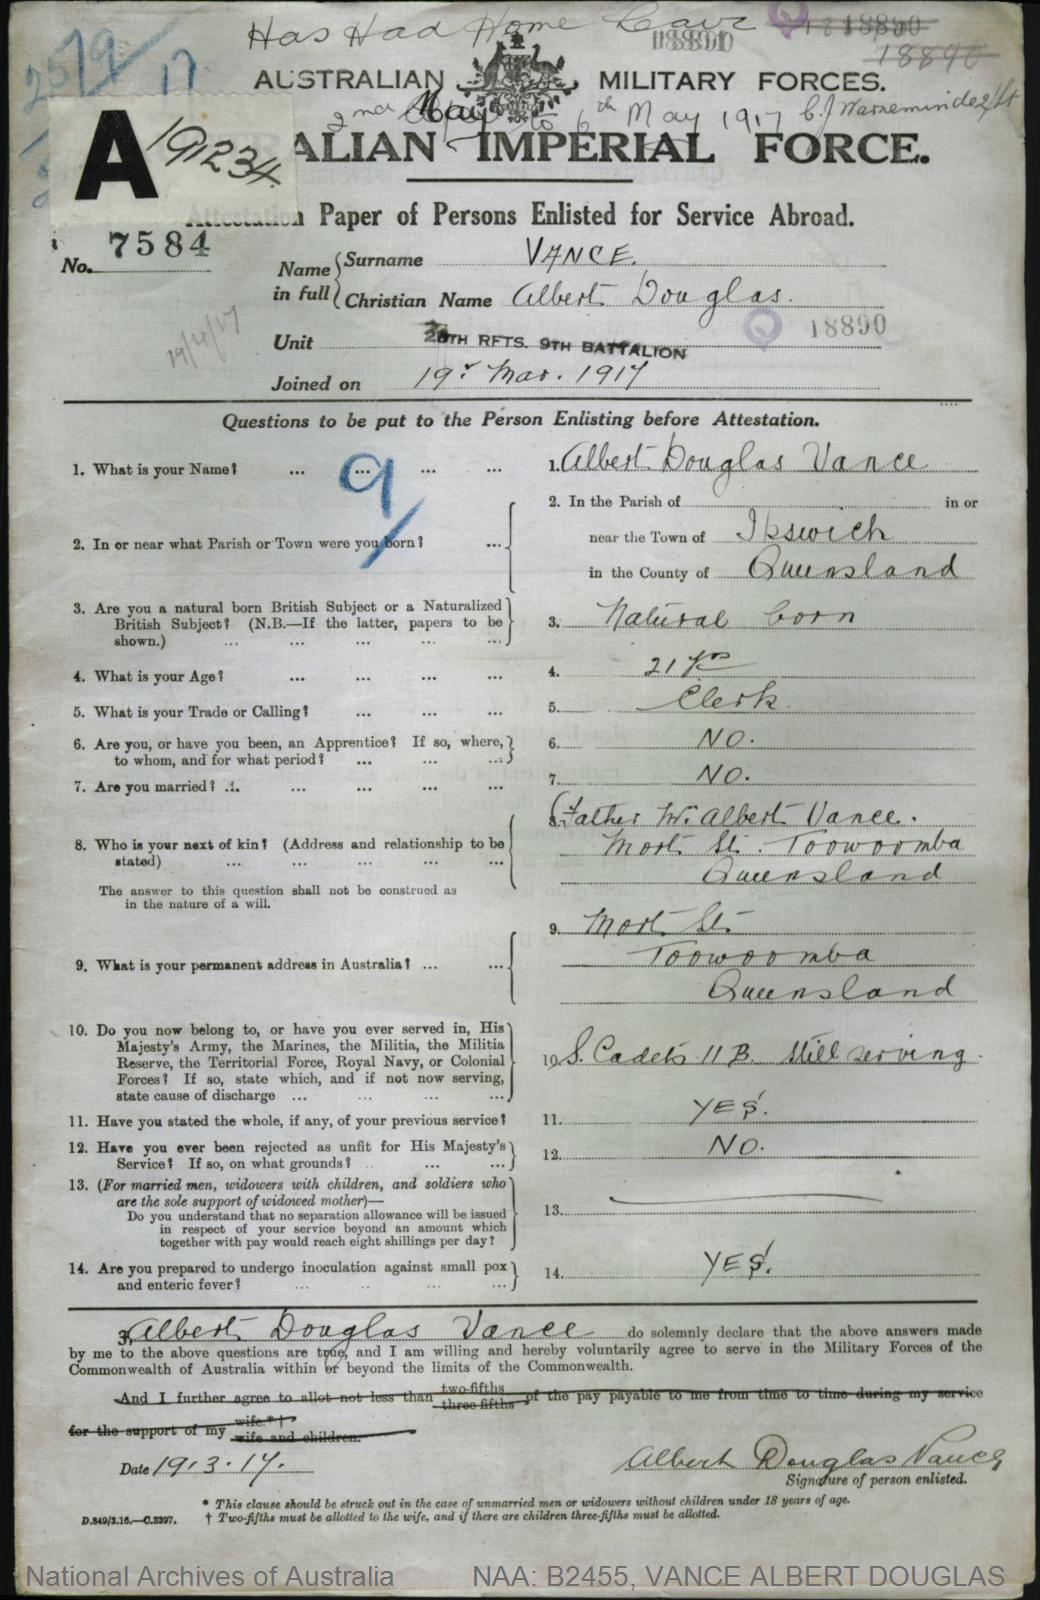 Has Had Home Leave
18890
18890
18890
25/9/17.
AUSTRALIAN MILITARY FORCES.
2nd May to 6th May 1917 C.J. Warneminde 2/Lt
A 191234
ALIAN IMPERIAL FORCE.
Attestation Paper of Persons Enlisted for Service Abroad.
No. 7584
Name in full { Surname VANCE.
Christian Name Albert Douglas.
Q 18890
19/4/17
Unit 25TH RFTS. 9TH BATTALION
Joined on 19. Mar. 1917
Questions to be put to the Person Enlisting before Attestation.
1. What is your Name? ... ... ... ... 1. Albert Douglas Vance
9
2. In or near what Parish or Town were you born? ... 2. In the Parish of in or
near the Town of Ipswich
in the County of Queensland
3. Are you a natural born British Subject or a Naturalized
British Subject? (N.B.—If the latter, papers to be
shown.) ... ... ... ... 3. Natural born
4. What is your Age? ... ... ... 4. 21 yrs
5. What is your Trade or Calling? ... ... 5. Clerk.
6. Are you, or have you been, an Apprentice? If so, where,
to whom, and for what period? ... ... ... 6. NO.
7. Are you married? ... ... ... ... 7. NO.
8. Who is your next of kin? (Address and relationship to be
stated) ... ... ... ...
The answer to this question shall not be construed as
in the nature of a will.
8. (Father W. Albert Vance.
Mort St. Toowoomba
Queensland
9. What is your permanent address in Australia? ... ...
9. Mort St.
Toowoomba
Queensland
10. Do you now belong to, or have you ever served in, His
Majesty's Army, the Marines, the Militia, the Militia
Reserve, the Territorial Force, Royal Navy, or Colonial
Forces? If so, state which, and if not now serving,
state cause of discharge ... ... ... ...
10. S. Cadets 11 B. Still serving.
11. Have you stated the whole, if any, of your previous service? 11. YES.
12. Have you ever been rejected as unfit for His Majesty's
Service? If so, on what grounds? ... ... 12. NO.
13. (For married men, widowers with children, and soldiers who
are the sole support of widowed mother)—
Do you understand that no separation allowance will be issued
in respect of your service beyond an amount which
together with pay would reach eight shillings per day?
13.
14. Are you prepared to undergo inoculation against small pox
and enteric fever? ... ... ... ... 14. YES.
Albert Douglas Vance do solemnly declare that the above answers made
by me to the above questions are true, and I am willing and hereby voluntarily agree to serve in the Military Forces of the
Commonwealth of Australia within or beyond the limits of the Commonwealth.
And I further agree to allot not less than two-fifths three-fifths of the pay payable to me from time to time during my service
for the support of my wife.*† wife and children.
Date 19.3.17. Albert Douglas Vance
Signature of person enlisted.
* This clause should be struck out in the case of unmarried men or widowers without children under 18 years of age.
D.849/3.16.—C.3397. † Two-fifths must be allotted to the wife, and if there are children three-fifths must be allotted.
National Archives of Australia NAA: B2455, VANCE ALBERT DOUGLAS